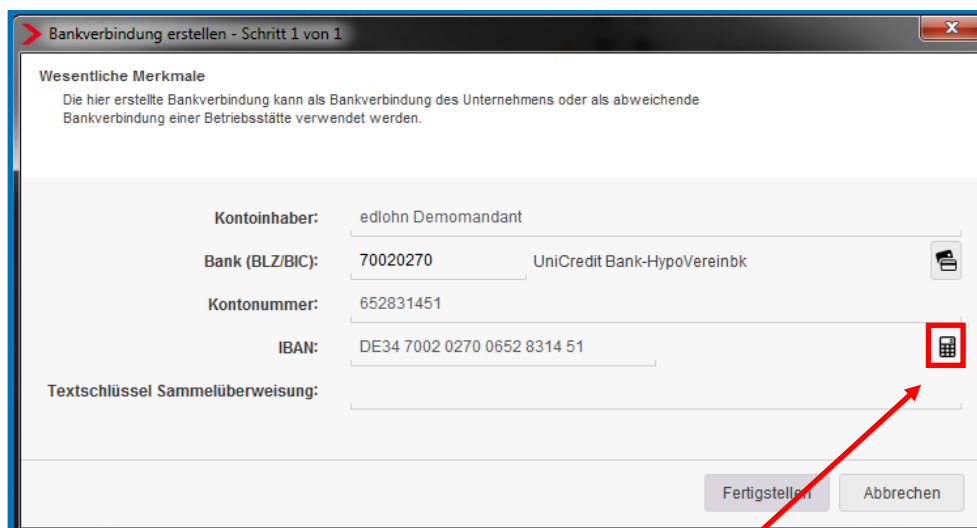 Bankverbindung erstellen - Schritt 1 von 1
Wesentliche Merkmale
Die hier erstellte Bankverbindung kann als Bankverbindung des Unternehmens oder als abweichende
Bankverbindung einer Betriebsstätte verwendet werden.
Kontoinhaber: edlohn Demomandant
Bank (BLZ/BIC): 70020270 UniCredit Bank-HypoVereinbk
Kontonummer: 652831451
IBAN: DE34 7002 0270 0652 8314 51
Textschlüssel Sammelüberweisung:
Fertigstellen Abbrechen